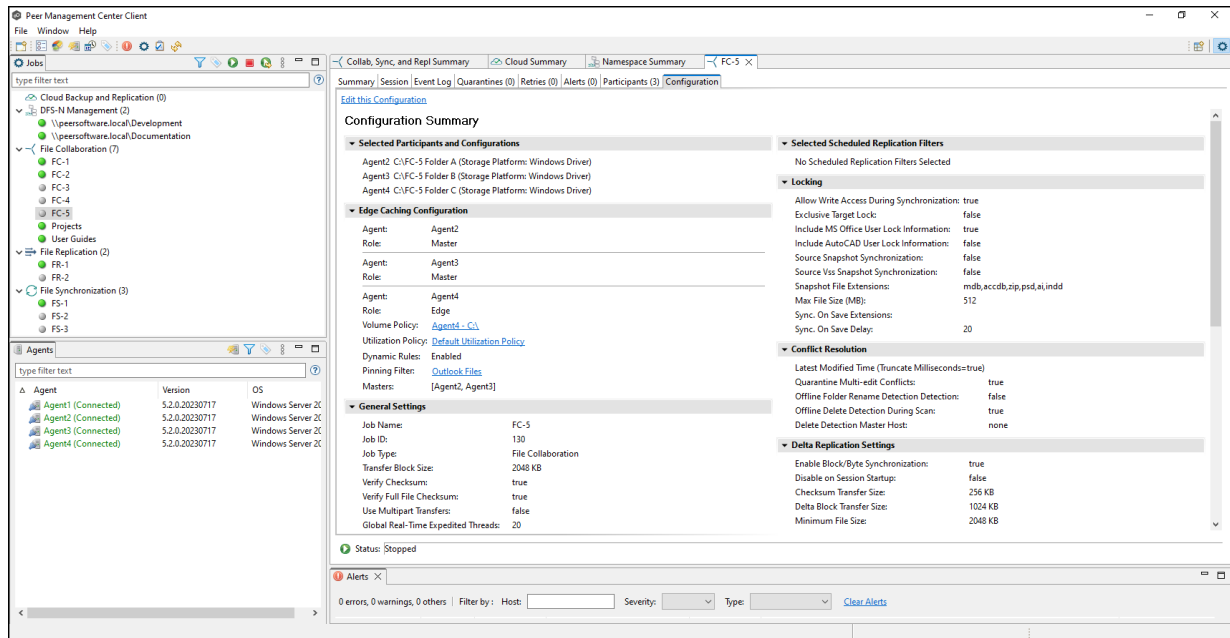 Peer Management Center Client
File Window Help
Jobs
type filter text
Cloud Backup and Replication (0)
DFS-N Management (2)
\\peersoftware.local\Development
\\peersoftware.local\Documentation
File Collaboration (7)
FC-1
FC-2
FC-3
FC-4
FC-5
Projects
User Guides
File Replication (2)
FR-1
FR-2
File Synchronization (3)
FS-1
FS-2
FS-3
Agents
type filter text
Agent Version OS
Agent1 (Connected) 5.2.0.20230717 Windows Server 20
Agent2 (Connected) 5.2.0.20230717 Windows Server 20
Agent3 (Connected) 5.2.0.20230717 Windows Server 20
Agent4 (Connected) 5.2.0.20230717 Windows Server 20
Collab, Sync, and Repl Summary Cloud Summary Namespace Summary FC-5
Summary Session Event Log Quarantines (0) Retries (0) Alerts (0) Participants (3) Configuration
Edit this Configuration
Configuration Summary
Selected Participants and Configurations
Agent2 C:\FC-5 Folder A (Storage Platform: Windows Driver)
Agent3 C:\FC-5 Folder B (Storage Platform: Windows Driver)
Agent4 C:\FC-5 Folder C (Storage Platform: Windows Driver)
Edge Caching Configuration
Agent: Agent2
Role: Master
Agent: Agent3
Role: Master
Agent: Agent4
Role: Edge
Volume Policy: Agent4 - C:\
Utilization Policy: Default Utilization Policy
Dynamic Rules: Enabled
Pinning Filter: Outlook Files
Masters: [Agent2, Agent3]
General Settings
Job Name: FC-5
Job ID: 130
Job Type: File Collaboration
Transfer Block Size: 2048 KB
Verify Checksum: true
Verify Full File Checksum: true
Use Multipart Transfers: false
Global Real-Time Expedited Threads: 20
Selected Scheduled Replication Filters
No Scheduled Replication Filters Selected
Locking
Allow Write Access During Synchronization: true
Exclusive Target Lock: false
Include MS Office User Lock Information: true
Include AutoCAD User Lock Information: false
Source Snapshot Synchronization: false
Source Vss Snapshot Synchronization: false
Snapshot File Extensions: mdb,accdb,zip,psd,ai,indd
Max File Size (MB): 512
Sync. On Save Extensions:
Sync. On Save Delay: 20
Conflict Resolution
Latest Modified Time (Truncate Milliseconds=true)
Quarantine Multi-edit Conflicts: true
Offline Folder Rename Detection Detection: false
Offline Delete Detection During Scan: true
Delete Detection Master Host: none
Delta Replication Settings
Enable Block/Byte Synchronization: true
Disable on Session Startup: false
Checksum Transfer Size: 256 KB
Delta Block Transfer Size: 1024 KB
Minimum File Size: 2048 KB
Status: Stopped
Alerts
0 errors, 0 warnings, 0 others Filter by : Host: Severity: Type: Clear Alerts